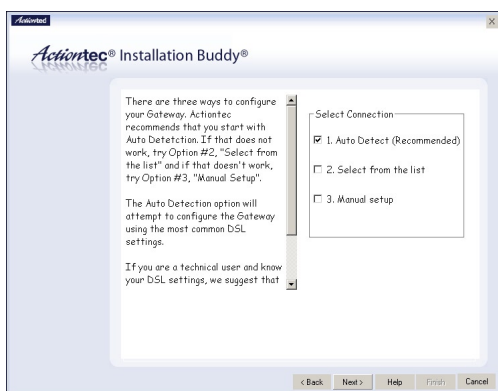 Actiontec
Actiontec® Installation Buddy®
There are three ways to configure
your Gateway. Actiontec
recommends that you start with
Auto Detetction. If that does not
work, try Option #2, "Select from
the list" and if that doesn't work,
try Option #3, "Manual Setup".
The Auto Detection option will
attempt to configure the Gateway
using the most common DSL
settings.
If you are a technical user and know
your DSL settings, we suggest that
Select Connection
1. Auto Detect (Recommended)
2. Select from the list
3. Manual setup
< Back Next > Help Finish Cancel